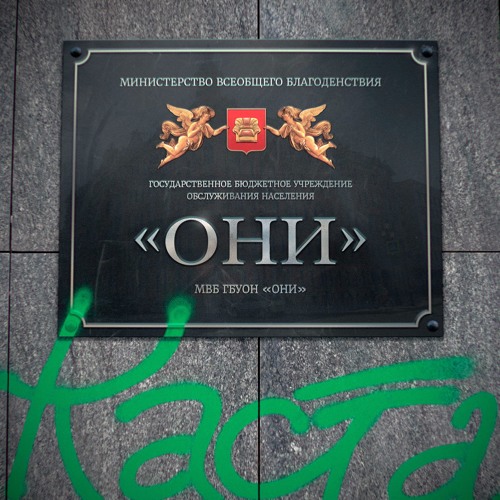 МИНИСТЕРСТВО ВСЕОБЩЕГО БЛАГОДЕНСТВИЯ
ГОСУДАРСТВЕННОЕ БЮДЖЕТНОЕ УЧРЕЖДЕНИЕ
ОБСЛУЖИВАНИЯ НАСЕЛЕНИЯ
«ОНИ»
МВБ ГБУОН «ОНИ»
Каста